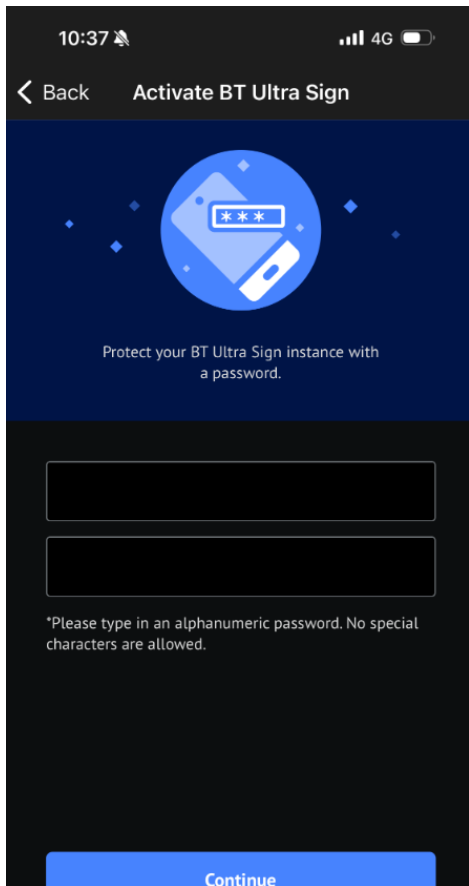 10:37 4G
Back Activate BT Ultra Sign
***
Protect your BT Ultra Sign instance with
a password.
*Please type in an alphanumeric password. No special
characters are allowed.
Continue